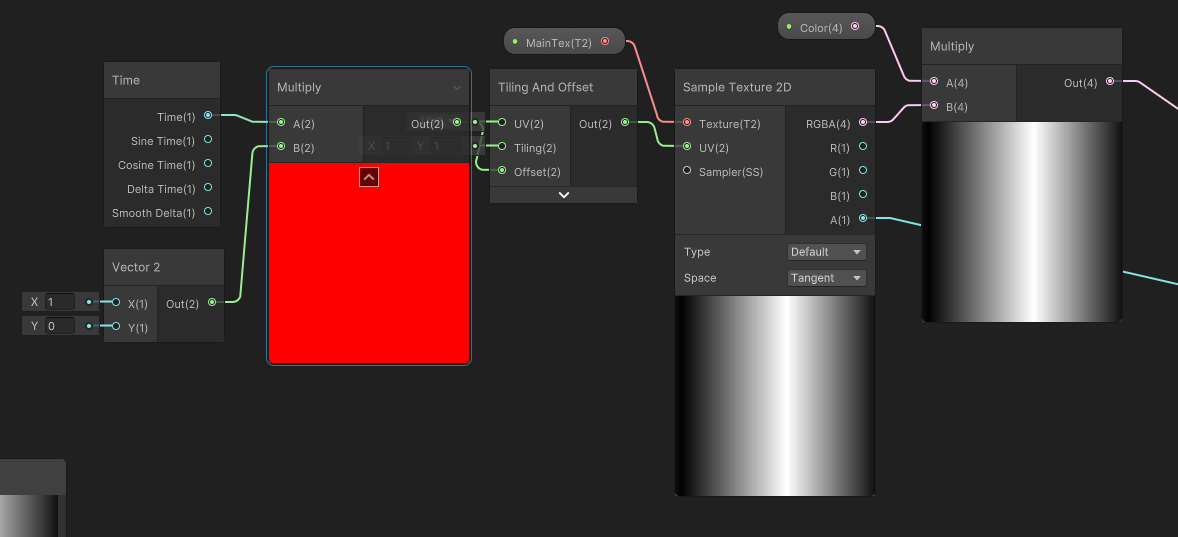 Color(4)
MainTex(T2)
Multiply
A(4)
Out(4)
B(4)
Time
Time(1)
Sine Time(1)
Cosine Time(1)
Delta Time(1)
Smooth Delta(1)
Multiply
A(2)
Out(2)
B(2)
X 1 Y 1
Tiling And Offset
UV(2)
Out(2)
Tiling(2)
Offset(2)
Sample Texture 2D
Texture(T2)
RGBA(4)
UV(2)
R(1)
Sampler(SS)
G(1)
B(1)
A(1)
Type Default
Space Tangent
Vector 2
X 1
X(1)
Out(2)
Y 0
Y(1)